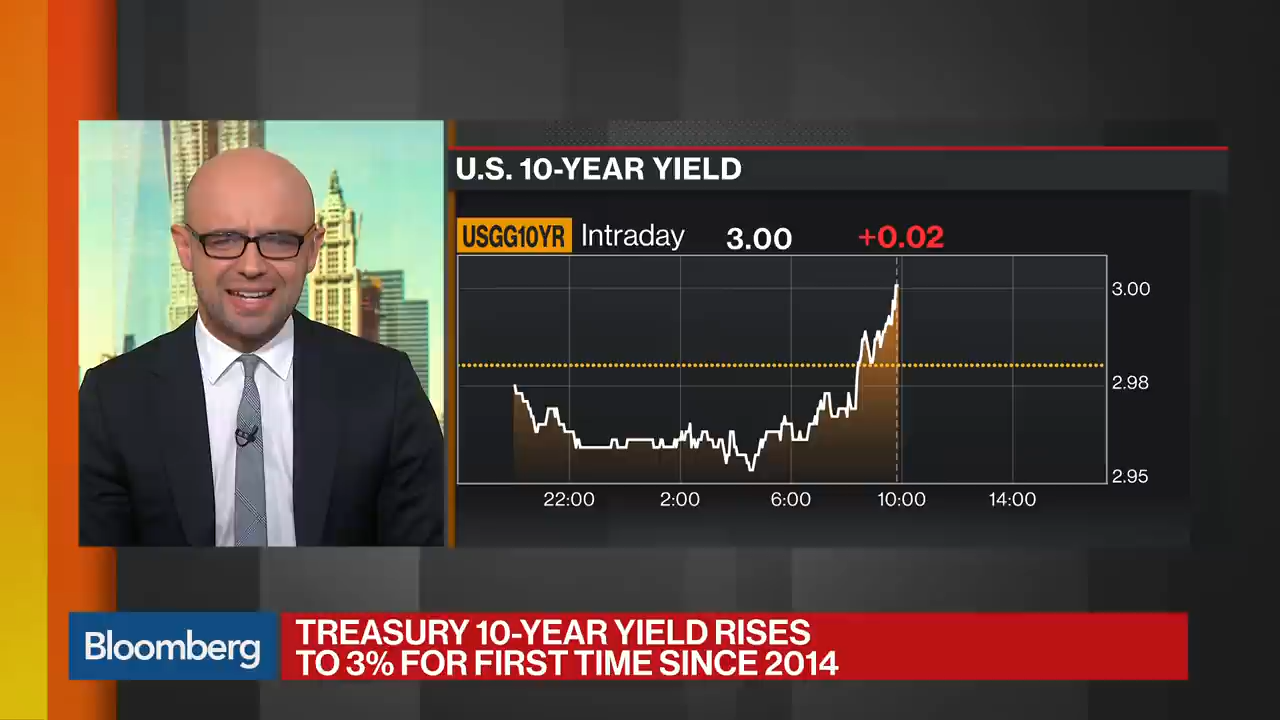 U.S. 10-YEAR YIELD
USGG10YR Intraday 3.00 +0.02
3.00
2.98
2.95
22:00 2:00 6:00 10:00 14:00
Bloomberg
TREASURY 10-YEAR YIELD RISES
TO 3% FOR FIRST TIME SINCE 2014